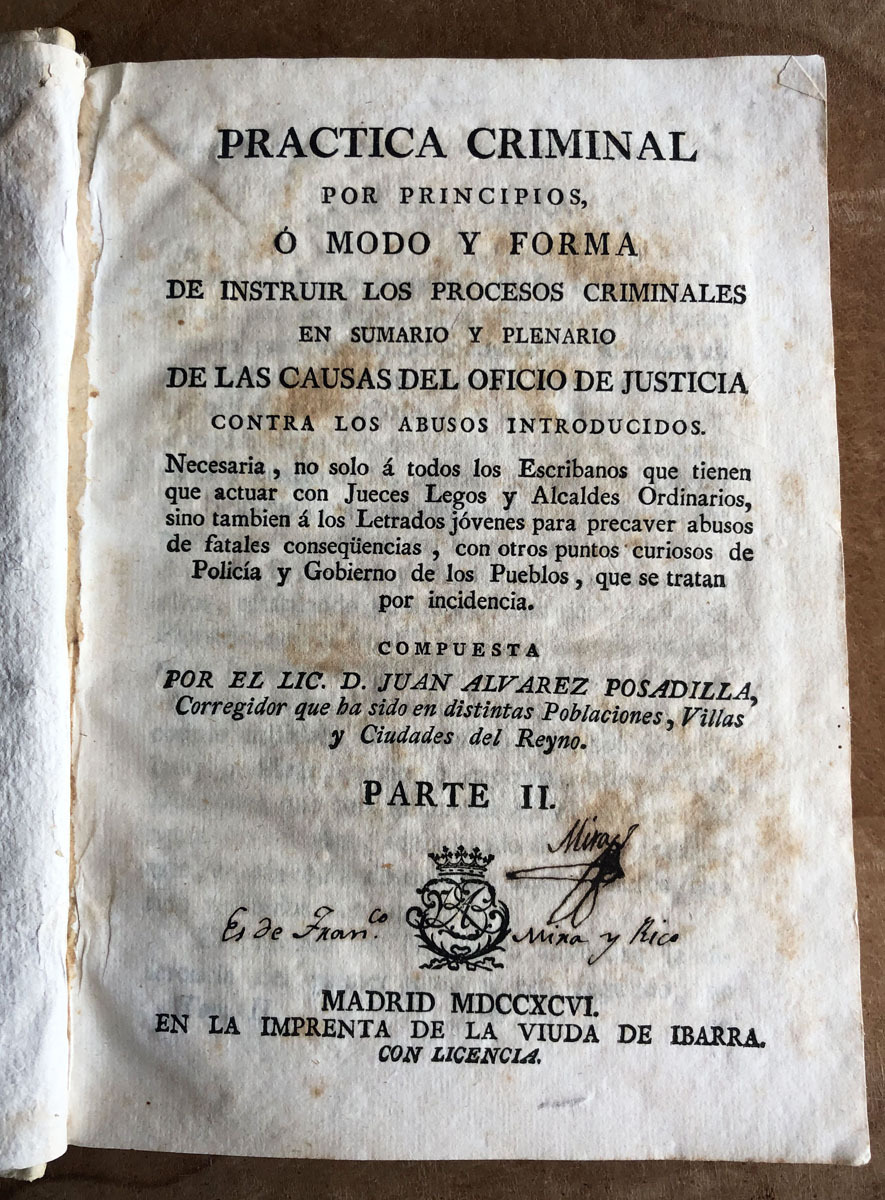 PRACTICA CRIMINAL
POR PRINCIPIOS,
Ó MODO Y FORMA
DE INSTRUIR LOS PROCESOS CRIMINALES
EN SUMARIO Y PLENARIO
DE LAS CAUSAS DEL OFICIO DE JUSTICIA
CONTRA LOS ABUSOS INTRODUCIDOS.
Necesaria, no solo á todos los Escribanos que tienen
que actuar con Jueces Legos y Alcaldes Ordinarios,
sino tambien á los Letrados jóvenes para precaver abusos
de fatales conseqüencias, con otros puntos curiosos de
Policía y Gobierno de los Pueblos, que se tratan
por incidencia.
COMPUESTA
POR EL LIC. D. JUAN ALVAREZ POSADILLA,
Corregidor que ha sido en distintas Poblaciones, Villas
y Ciudades del Reyno.
PARTE II.
Mira
Es de Fran.co Mira y Rico
MADRID MDCCXCVI.
EN LA IMPRENTA DE LA VIUDA DE IBARRA.
CON LICENCIA.